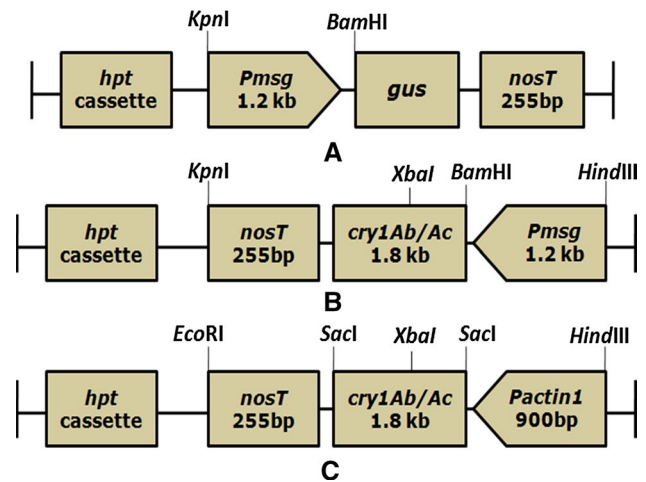 KpnI BamHI
hpt cassette Pmsg 1.2 kb gus nosT 255bp
A
KpnI XbaI BamHI HindIII
hpt cassette nosT 255bp cry1Ab/Ac 1.8 kb Pmsg 1.2 kb
B
EcoRI SacI XbaI SacI HindIII
hpt cassette nosT 255bp cry1Ab/Ac 1.8 kb Pactin1 900bp
C